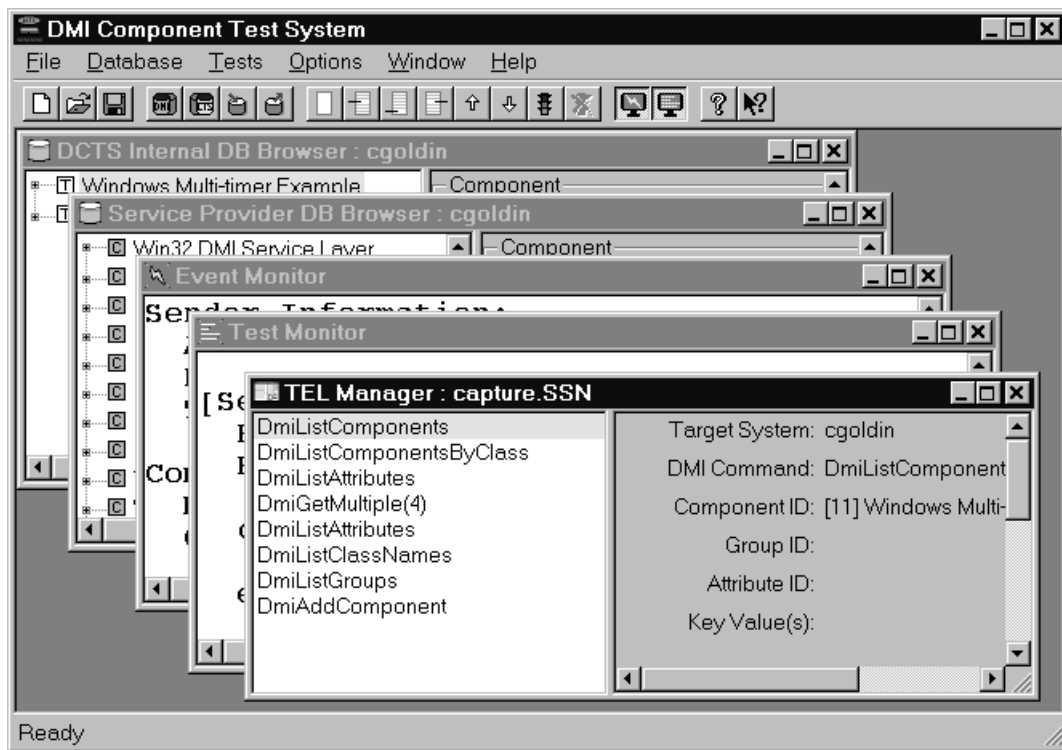 DMI Component Test System
File Database Tests Options Window Help
DCTS Internal DB Browser : cgoldin
Windows Multi-timer Example
Component
Service Provider DB Browser : cgoldin
Win32 DMI Service Layer
Component
Event Monitor
Sender Information:
Test Monitor
TEL Manager : capture.SSN
DmiListComponents
DmiListComponentsByClass
DmiListAttributes
DmiGetMultiple(4)
DmiListAttributes
DmiListClassNames
DmiListGroups
DmiAddComponent
Target System: cgoldin
DMI Command: DmiListComponent
Component ID: [11] Windows Multi-
Group ID:
Attribute ID:
Key Value(s):
Ready